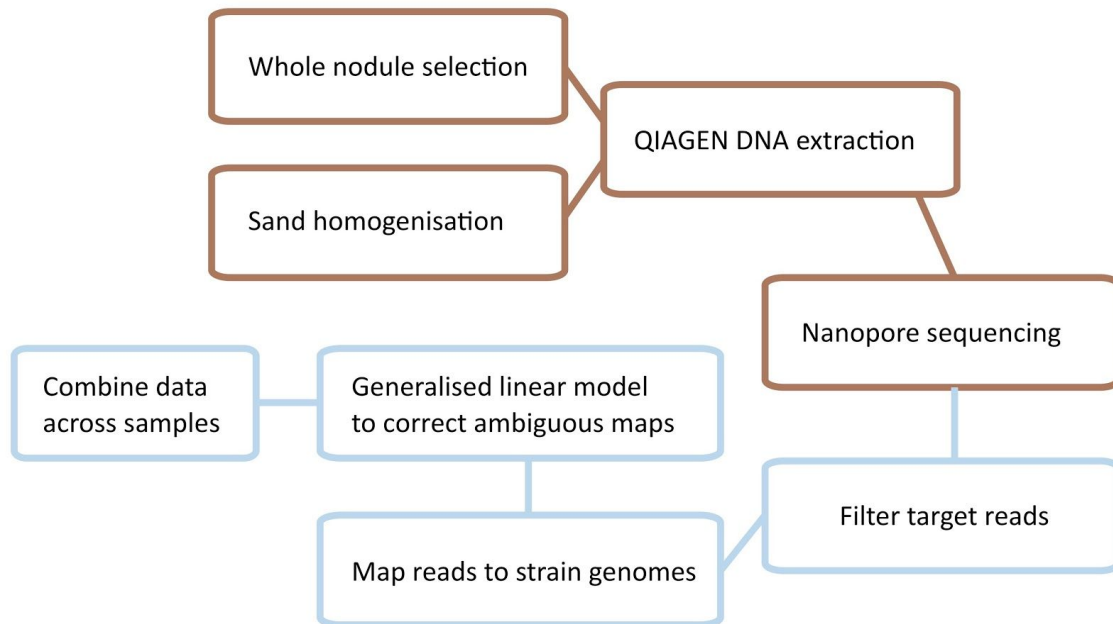 Whole nodule selection
QIAGEN DNA extraction
Sand homogenisation
Nanopore sequencing
Combine data
across samples
Generalised linear model
to correct ambiguous maps
Filter target reads
Map reads to strain genomes